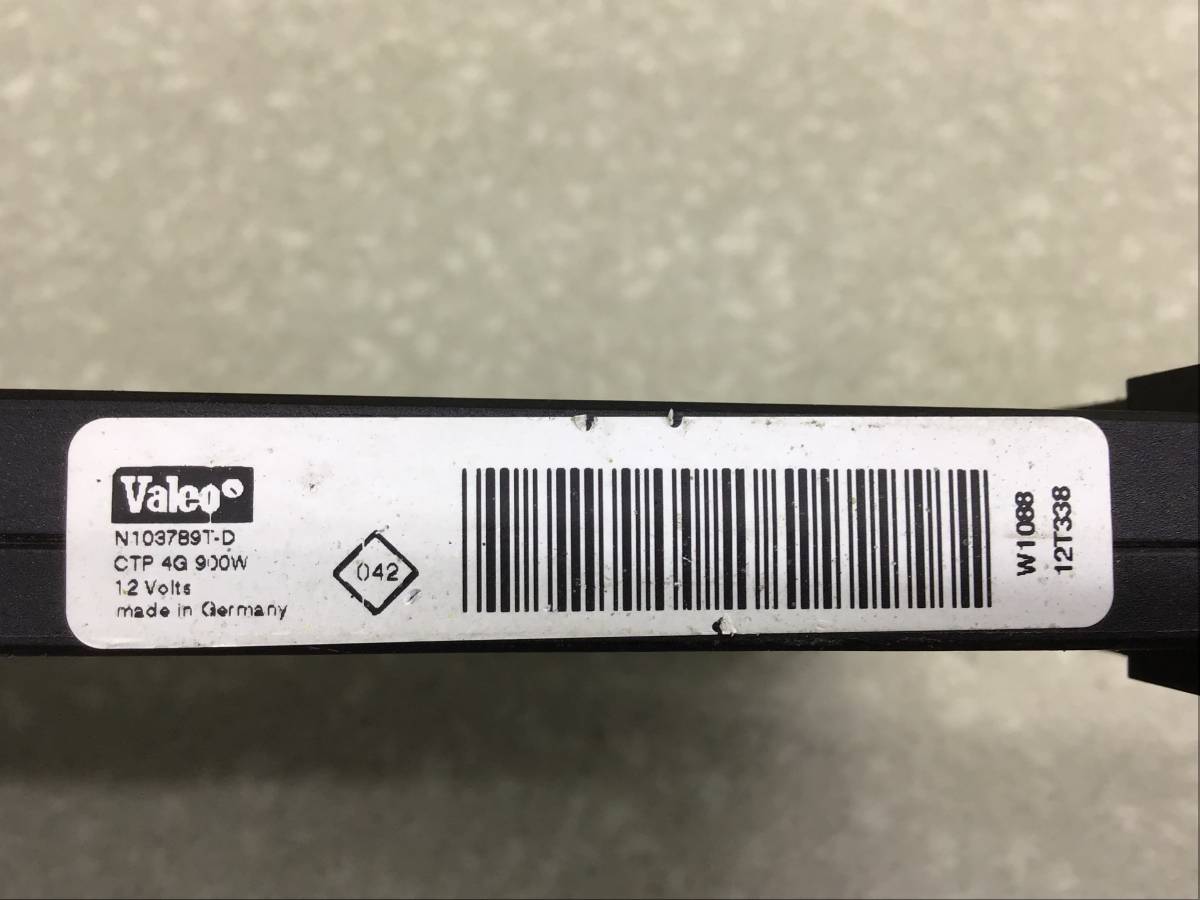 Valeo
N103789T-D
CTP 4G 900W
12 Volts
made in Germany
042
W1088
12T338